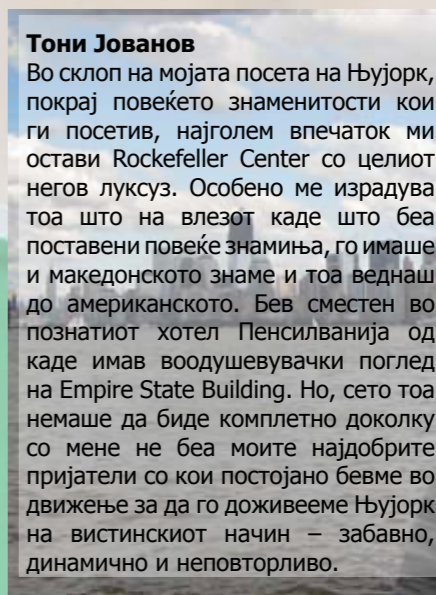 Тони Јованов
Во склоп на мојата посета на Њујорк,
покрај повеќето знаменитости кои
ги посетив, најголем впечаток ми
остави Rockefeller Center со целиот
негов луксуз. Особено ме израдува
тоа што на влезот каде што беа
поставени повеќе знамиња, го имаше
и македонското знаме и тоа веднаш
до американското. Бев сместен во
познатиот хотел Пенсилванија од
каде имав воодушевувачки поглед
на Empire State Building. Но, сето тоа
немаше да биде комплетно доколку
со мене не беа моите најдобрите
пријатели со кои постојано бевме во
движење за да го доживееме Њујорк
на вистинскиот начин – забавно,
динамично и неповторливо.